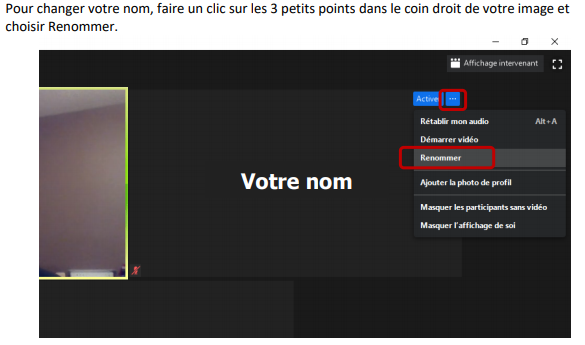 Pour changer votre nom, faire un clic sur les 3 petits points dans le coin droit de votre image et
choisir Renommer.
Affichage intervenant
Active ...
Rétablir mon audio Alt+A
Démarrer vidéo
Renommer
Votre nom
Ajouter la photo de profil
Masquer les participants sans vidéo
Masquer l'affichage de soi